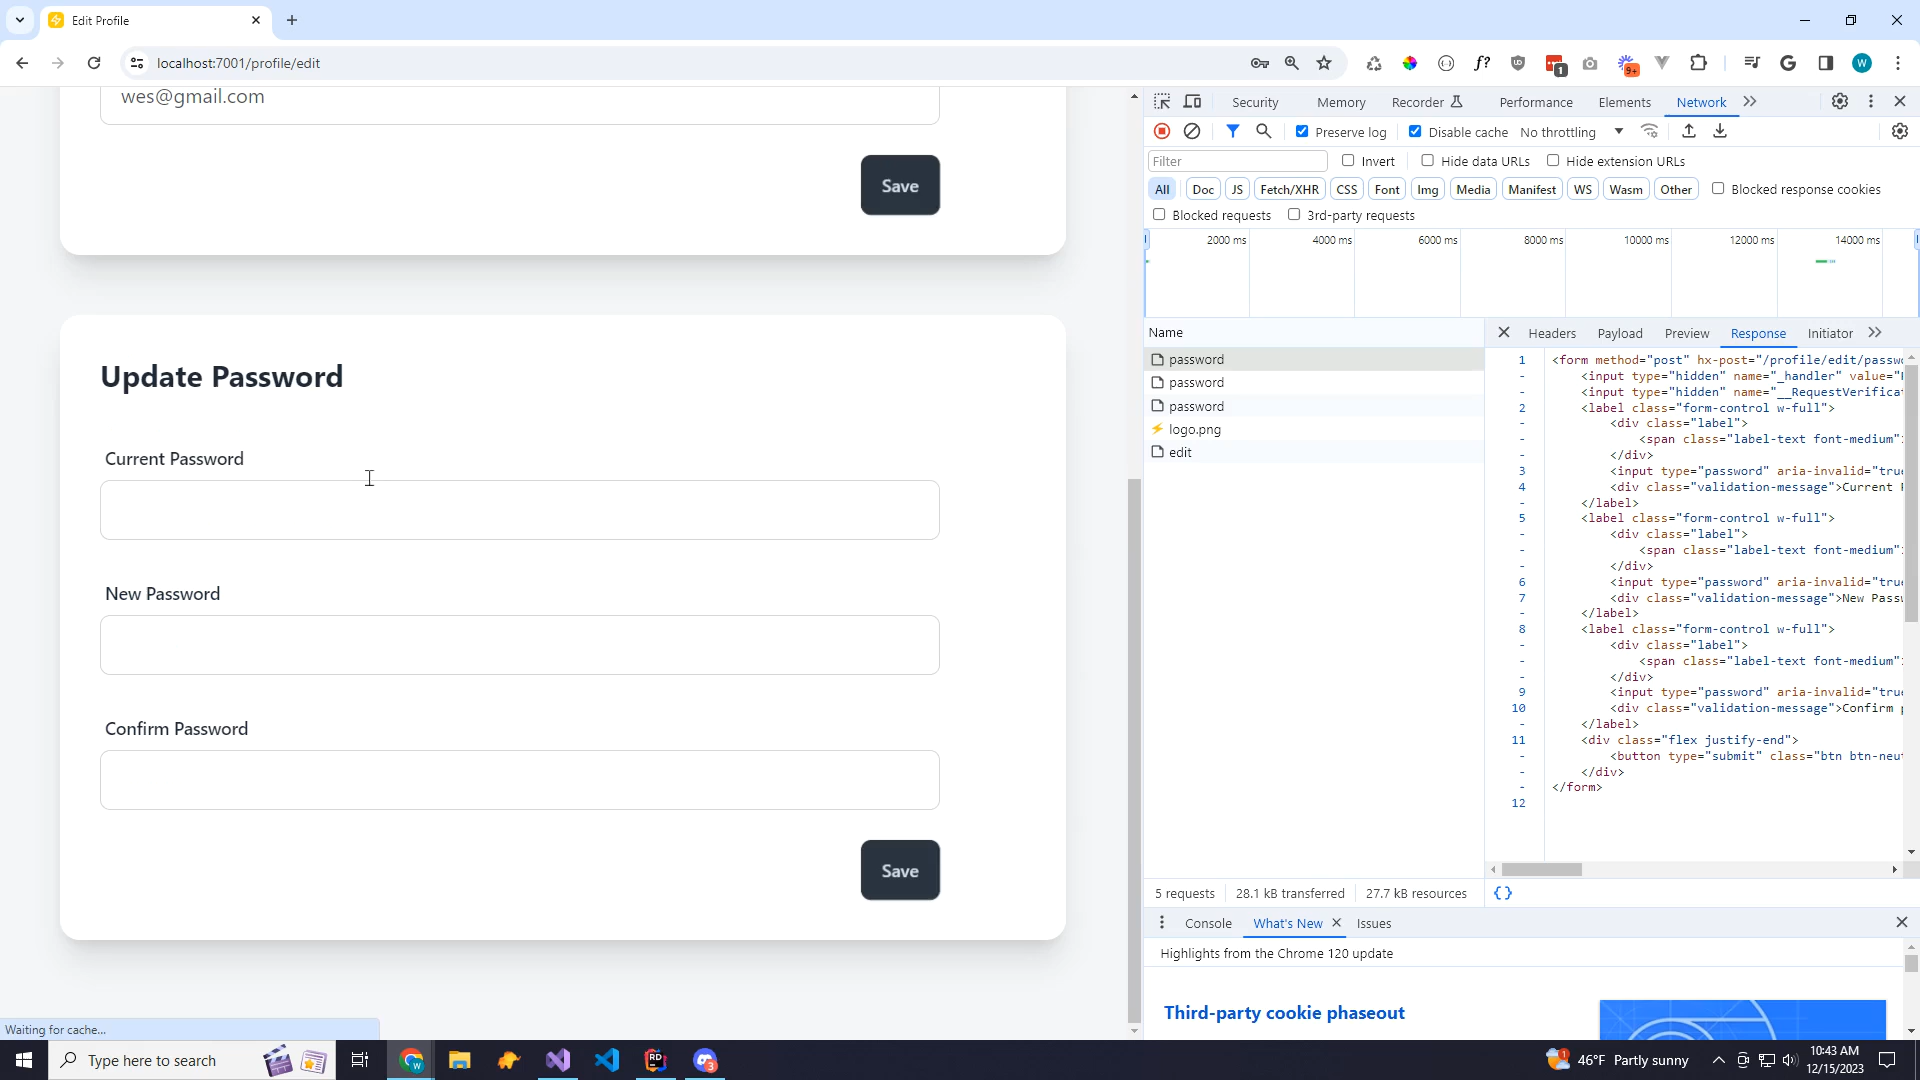 Edit Profile
localhost:7001/profile/edit
f?
1
9+
G
W
wes@gmail.com
Save
Update Password
Current Password
New Password
Confirm Password
Save
Waiting for cache...
Security Memory Recorder Performance Elements Network
Preserve log Disable cache No throttling
Filter Invert Hide data URLs Hide extension URLs
All Doc JS Fetch/XHR CSS Font Img Media Manifest WS Wasm Other Blocked response cookies
Blocked requests 3rd-party requests
2000 ms 4000 ms 6000 ms 8000 ms 10000 ms 12000 ms 14000 ms
Name
password
password
password
logo.png
edit
Headers Payload Preview Response Initiator
1 <form method="post" hx-post="/profile/edit/passw
- <input type="hidden" name="_handler" value="
- <input type="hidden" name="__RequestVerifica
2 <label class="form-control w-full">
- <div class="label">
- <span class="label-text font-medium"
- </div>
3 <input type="password" aria-invalid="true
4 <div class="validation-message">Current
- </label>
5 <label class="form-control w-full">
- <div class="label">
- <span class="label-text font-medium"
- </div>
6 <input type="password" aria-invalid="true
7 <div class="validation-message">New Passw
- </label>
8 <label class="form-control w-full">
- <div class="label">
- <span class="label-text font-medium"
- </div>
9 <input type="password" aria-invalid="true
10 <div class="validation-message">Confirm
- </label>
11 <div class="flex justify-end">
- <button type="submit" class="btn btn-neu
- </div>
- </form>
12
5 requests 28.1 kB transferred 27.7 kB resources
{}
Console What's New Issues
Highlights from the Chrome 120 update
Third-party cookie phaseout
Type here to search
RD
3
1
46°F Partly sunny
10:43 AM
12/15/2023